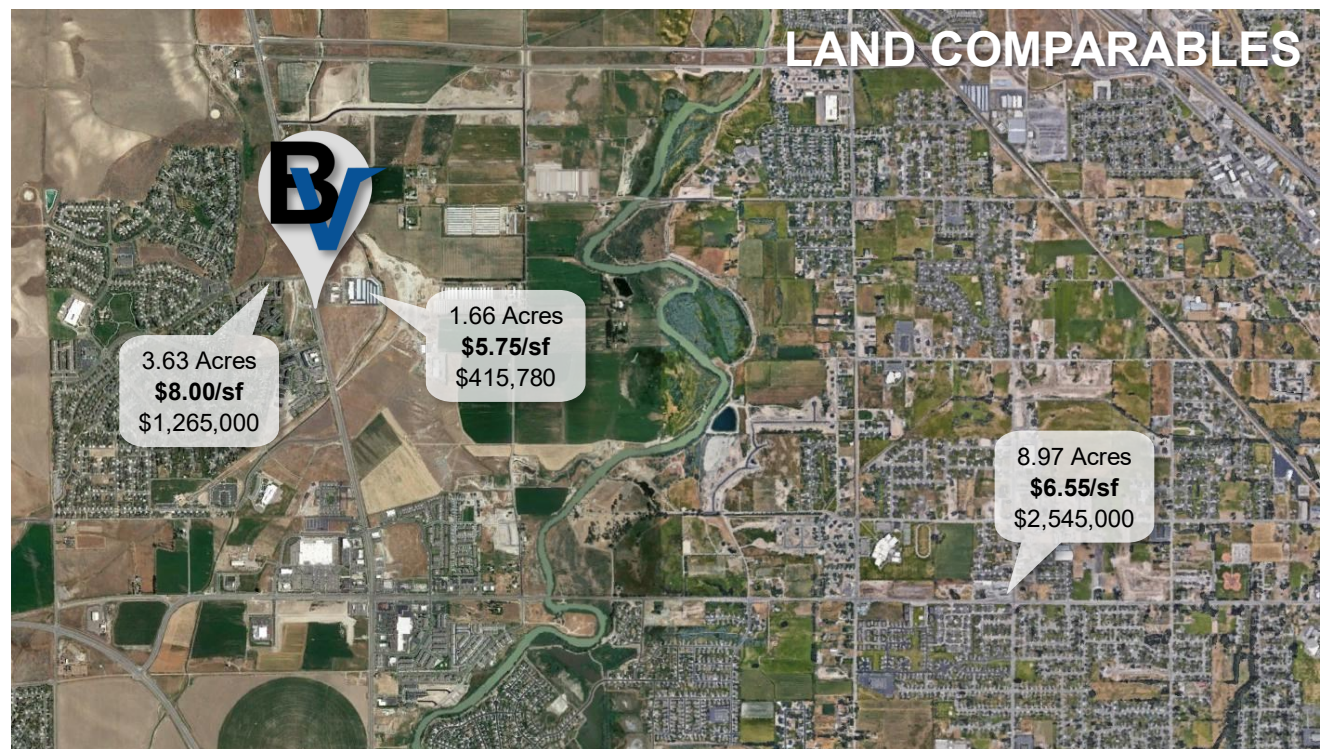 LAND COMPARABLES
BV
1.66 Acres
$5.75/sf
$415,780
3.63 Acres
$8.00/sf
$1,265,000
8.97 Acres
$6.55/sf
$2,545,000